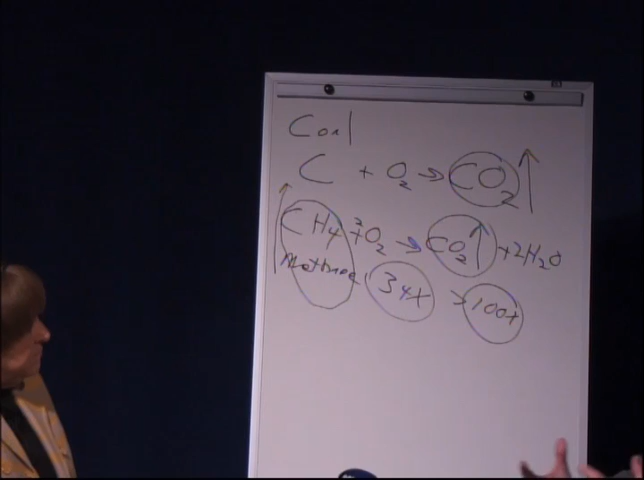 Coal
C + O2 → CO2 ↑
↑ CH4 + 2O2 → CO2 ↑ + 2H2O
Methane 34x > 100x